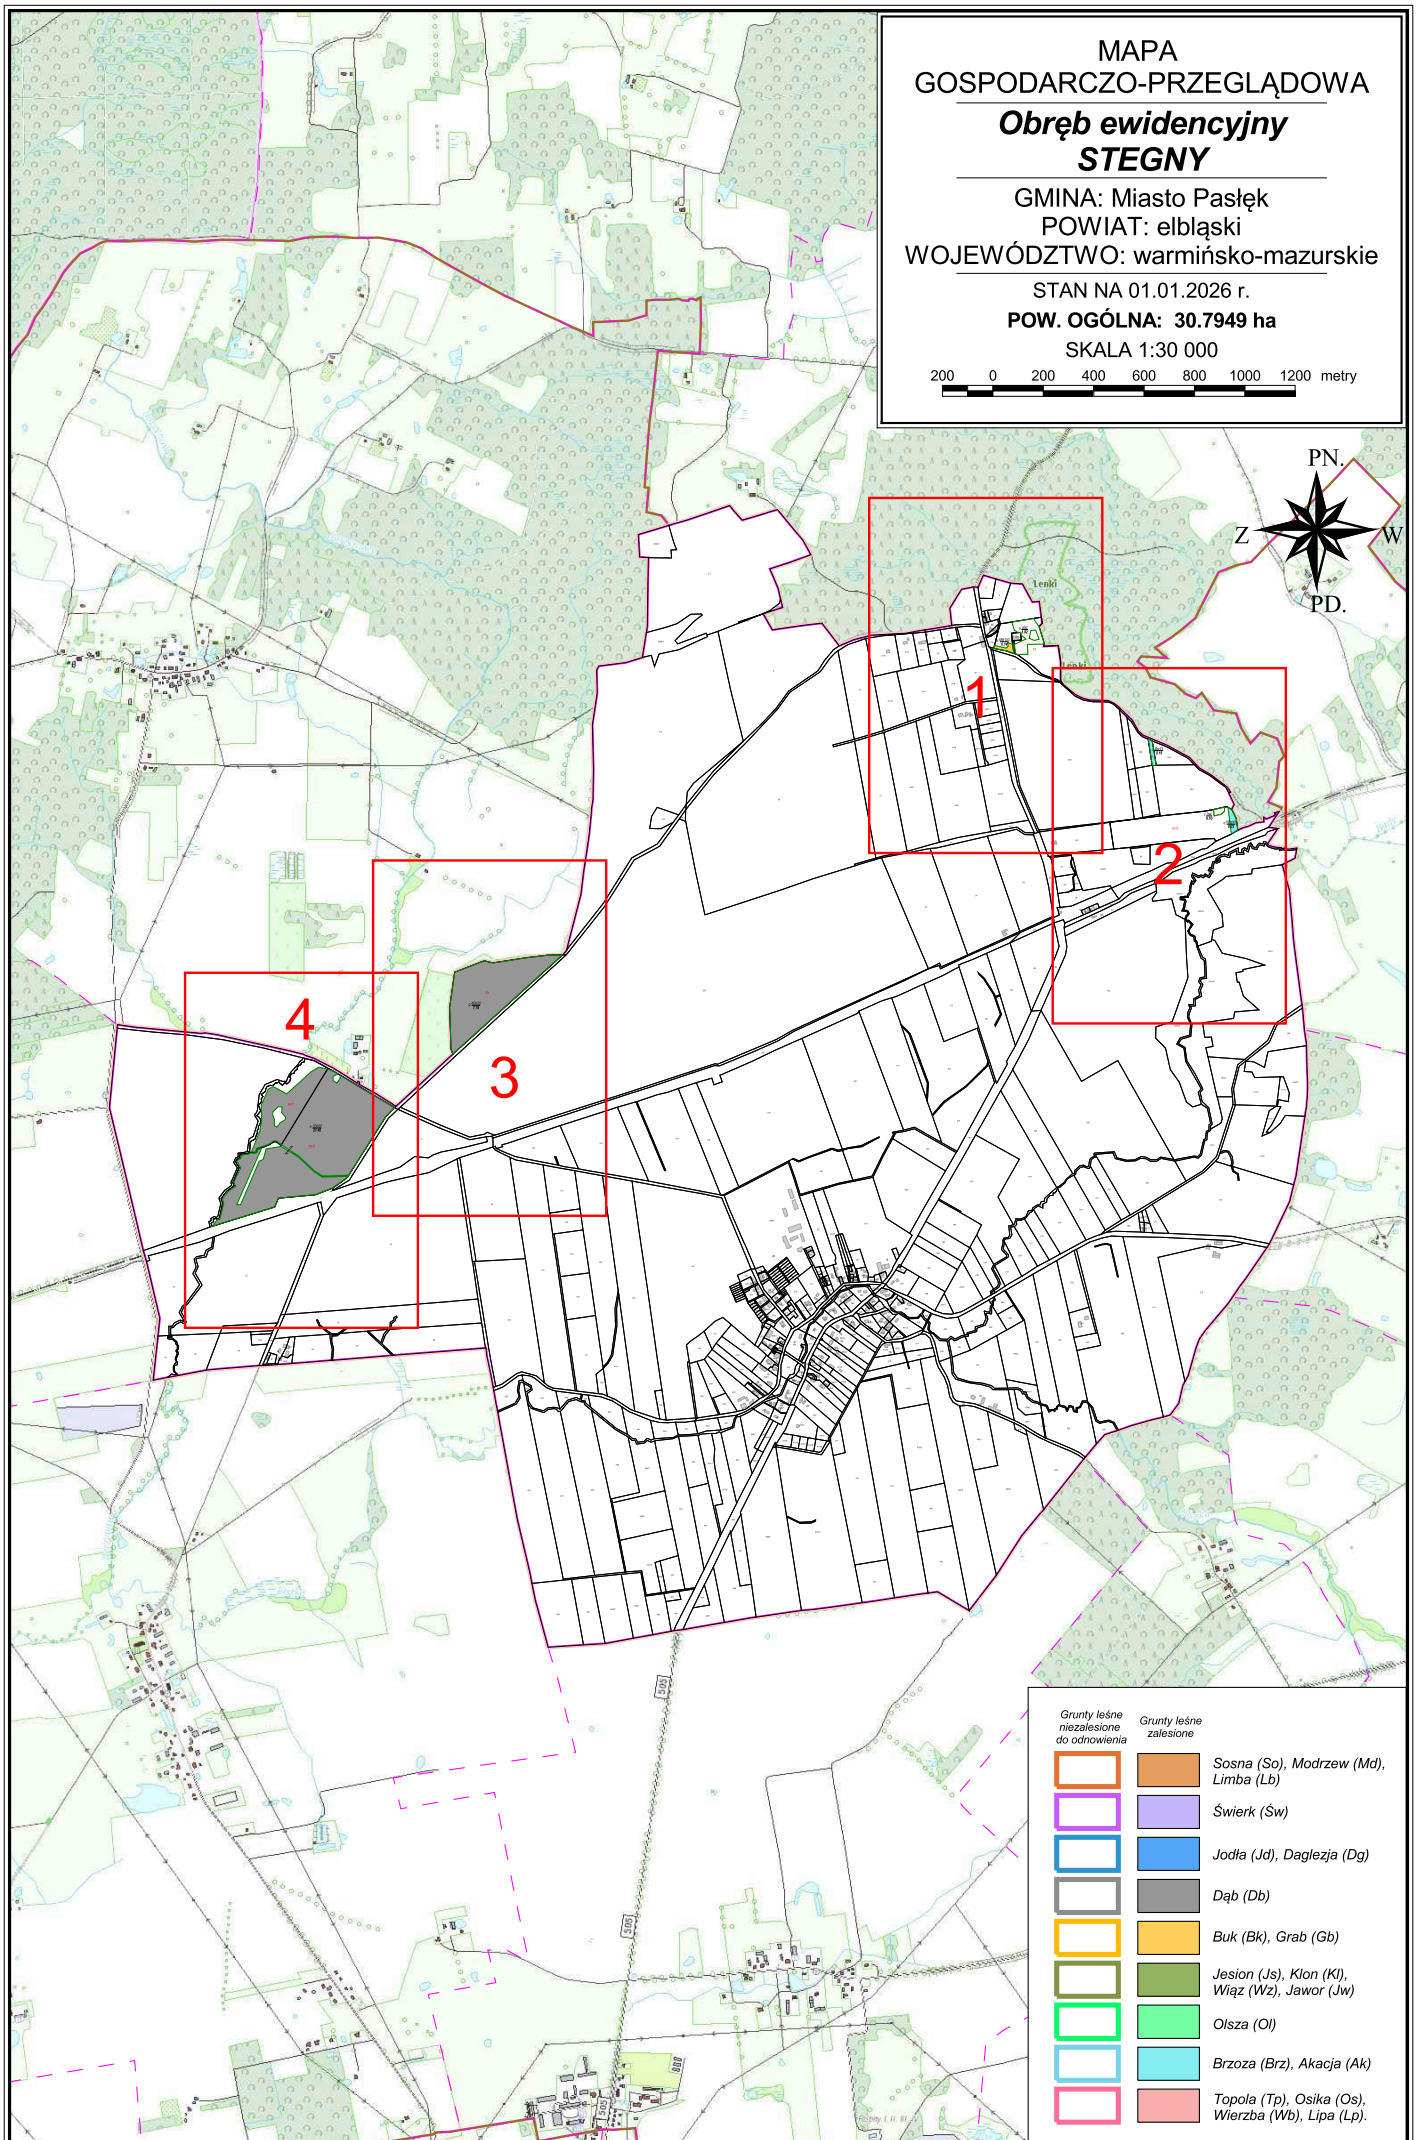 MAPA
GOSPODARCZO-PRZEGLĄDOWA
Obręb ewidencyjny
STEGNY
GMINA: Miasto Pasłęk
POWIAT: elbląski
WOJEWÓDZTWO: warmińsko-mazurskie
STAN NA 01.01.2026 r.
POW. OGÓLNA: 30.7949 ha
SKALA 1:30 000
200 0 200 400 600 800 1000 1200 metry
PN.
Z W
PD.
Lenki
Lenki
1
2
3
4
505
505
505
Grunty leśne niezalesione do odnowienia
Grunty leśne zalesione
Sosna (So), Modrzew (Md),
Limba (Lb)
Świerk (Św)
Jodła (Jd), Daglezja (Dg)
Dąb (Db)
Buk (Bk), Grab (Gb)
Jesion (Js), Klon (Kl),
Wiąz (Wz), Jawor (Jw)
Olsza (Ol)
Brzoza (Brz), Akacja (Ak)
Topola (Tp), Osika (Os),
Wierzba (Wb), Lipa (Lp).